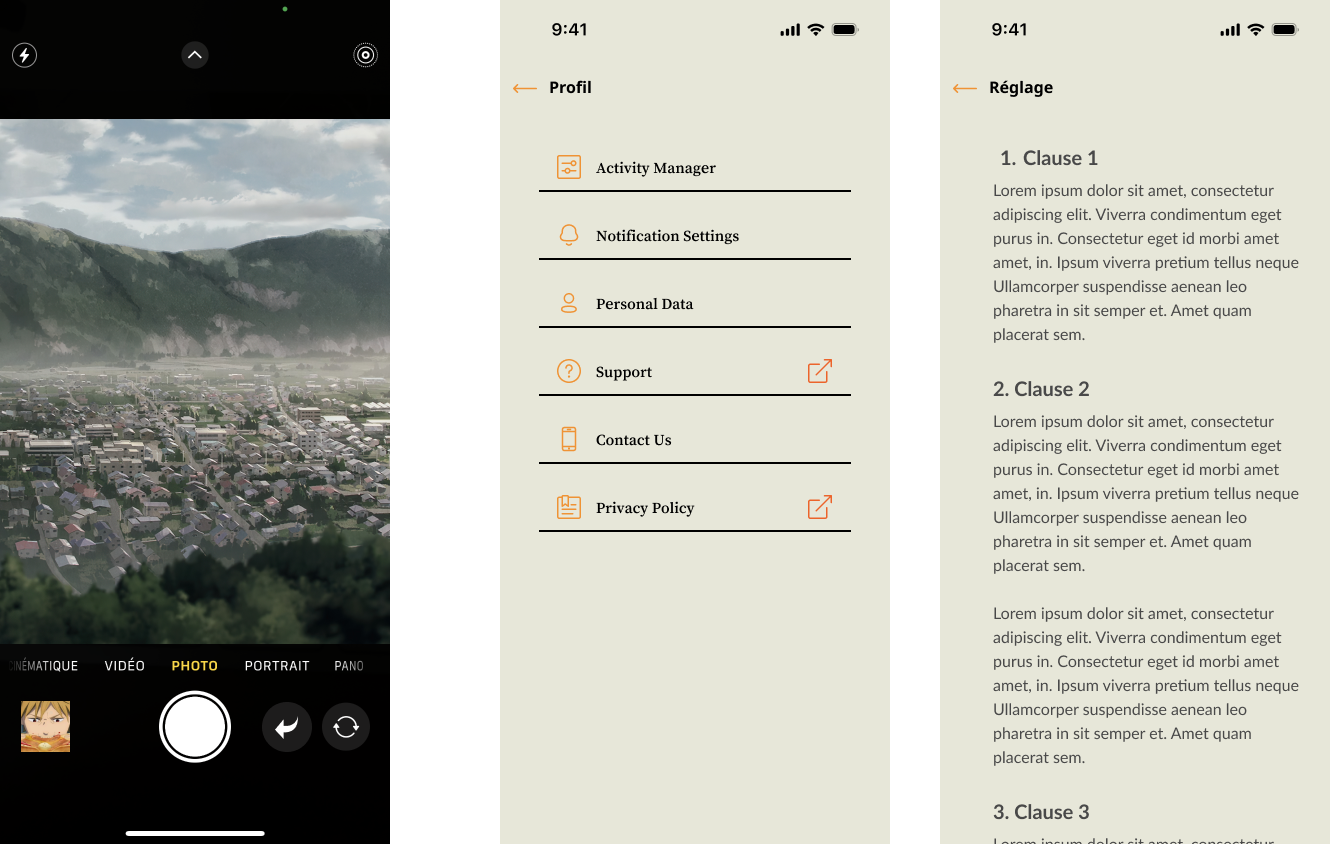 CINÉMATIQUE VIDÉO PHOTO PORTRAIT PANO
9:41
Profil
Activity Manager
Notification Settings
Personal Data
Support
Contact Us
Privacy Policy
9:41
Réglage
1. Clause 1
Lorem ipsum dolor sit amet, consectetur
adipiscing elit. Viverra condimentum eget
purus in. Consectetur eget id morbi amet
amet, in. Ipsum viverra pretium tellus neque
Ullamcorper suspendisse aenean leo
pharetra in sit semper et. Amet quam
placerat sem.
2. Clause 2
Lorem ipsum dolor sit amet, consectetur
adipiscing elit. Viverra condimentum eget
purus in. Consectetur eget id morbi amet
amet, in. Ipsum viverra pretium tellus neque
Ullamcorper suspendisse aenean leo
pharetra in sit semper et. Amet quam
placerat sem.
Lorem ipsum dolor sit amet, consectetur
adipiscing elit. Viverra condimentum eget
purus in. Consectetur eget id morbi amet
amet, in. Ipsum viverra pretium tellus neque
Ullamcorper suspendisse aenean leo
pharetra in sit semper et. Amet quam
placerat sem.
3. Clause 3
Lorem ipsum dolor sit amet, consectetur